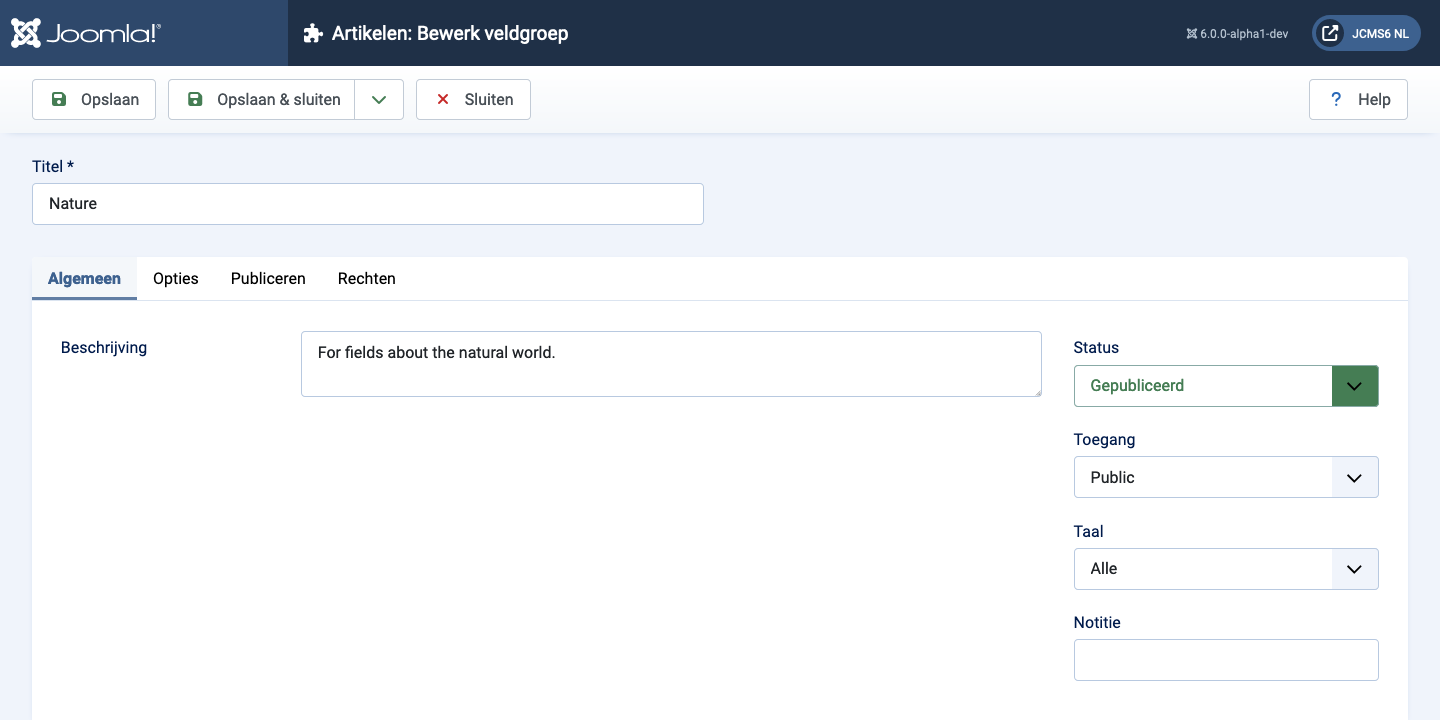 Joomla!®
Artikelen: Bewerk veldgroep
6.0.0-alpha1-dev
JCMS6 NL
Opslaan
Opslaan & sluiten
Sluiten
? Help
Titel *
Nature
Algemeen
Opties
Publiceren
Rechten
Beschrijving
For fields about the natural world.
Status
Gepubliceerd
Toegang
Public
Taal
Alle
Notitie